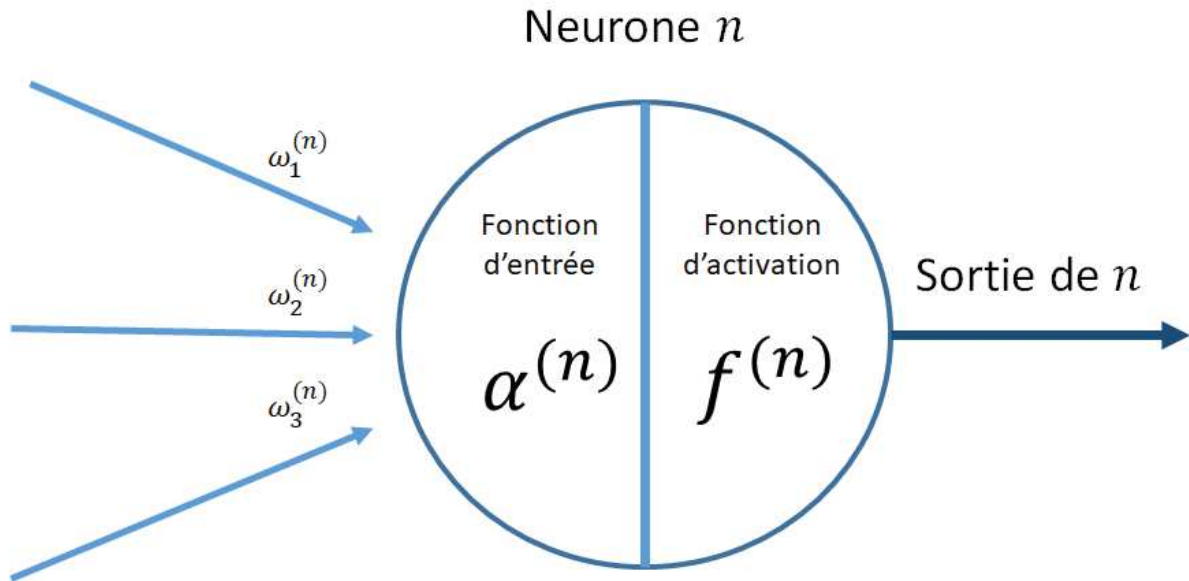 Neurone n
ω₁⁽ⁿ⁾
ω₂⁽ⁿ⁾
ω₃⁽ⁿ⁾
Fonction
d'entrée
α⁽ⁿ⁾
Fonction
d'activation
f⁽ⁿ⁾
Sortie de n